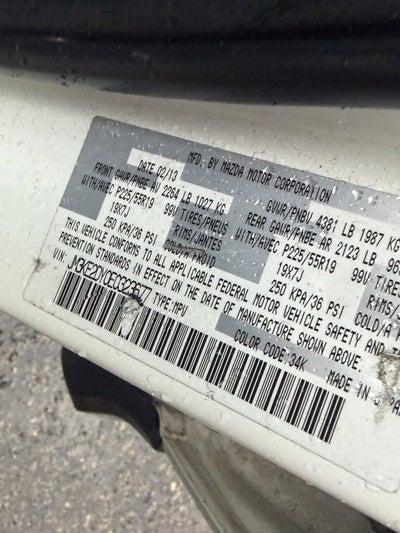 MFD. BY MAZDA MOTOR CORPORATION
DATE 02/13 GVWR/PNBV 4381 LB 1987 KG
FRONT GAWR/PNBE AV 2264 LB 1027 KG REAR GAWR/PNBE AR 2123 LB
WITH/AVEC P225/55R19 99V TIRES/PNEUS WITH/AVEC P225/55R19 99V
19X7J RIMS/JANTES 19X7J RIMS/
250 KPA/36 PSI COLD/A FROID 250 KPA/36 PSI COLD/A
THIS VEHICLE CONFORMS TO ALL APPLICABLE FEDERAL MOTOR VEHICLE SAFETY AND
IN EFFECT ON THE DATE OF MANUFACTURE SHOWN ABOVE.
VIN: TYPE:MPV COLOR CODE:34K MADE IN